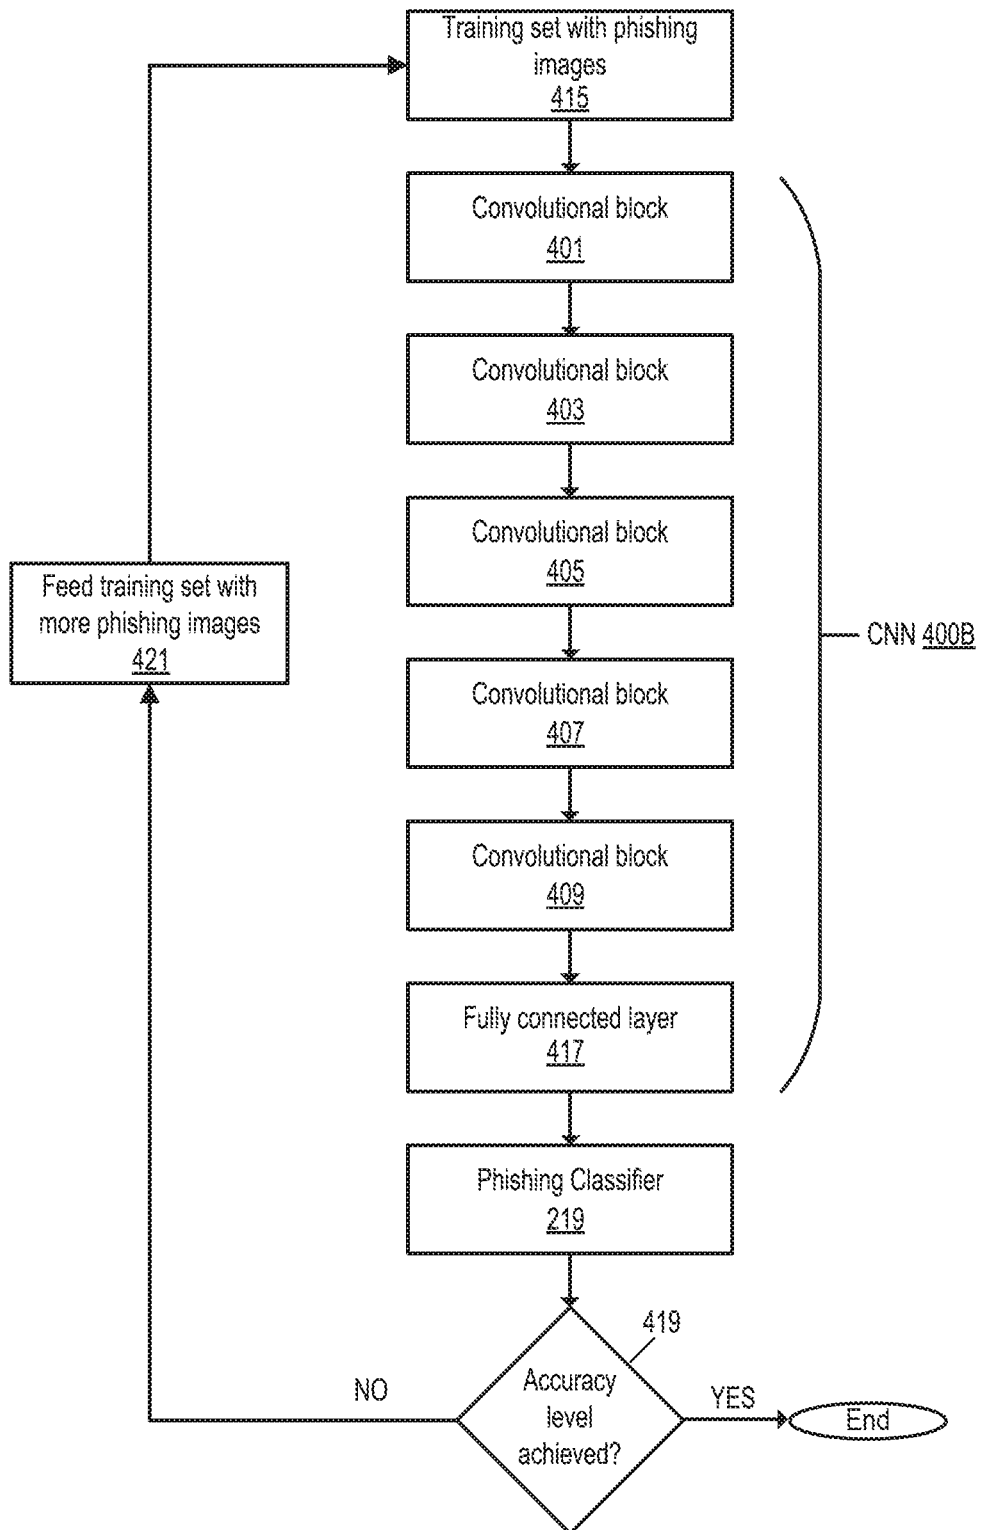 Training set with phishing
images
415
Convolutional block
401
Convolutional block
403
Convolutional block
405
Feed training set with
more phishing images
421
CNN 400B
Convolutional block
407
Convolutional block
409
Fully connected layer
417
Phishing Classifier
219
419
Accuracy
level
achieved?
NO
YES
End